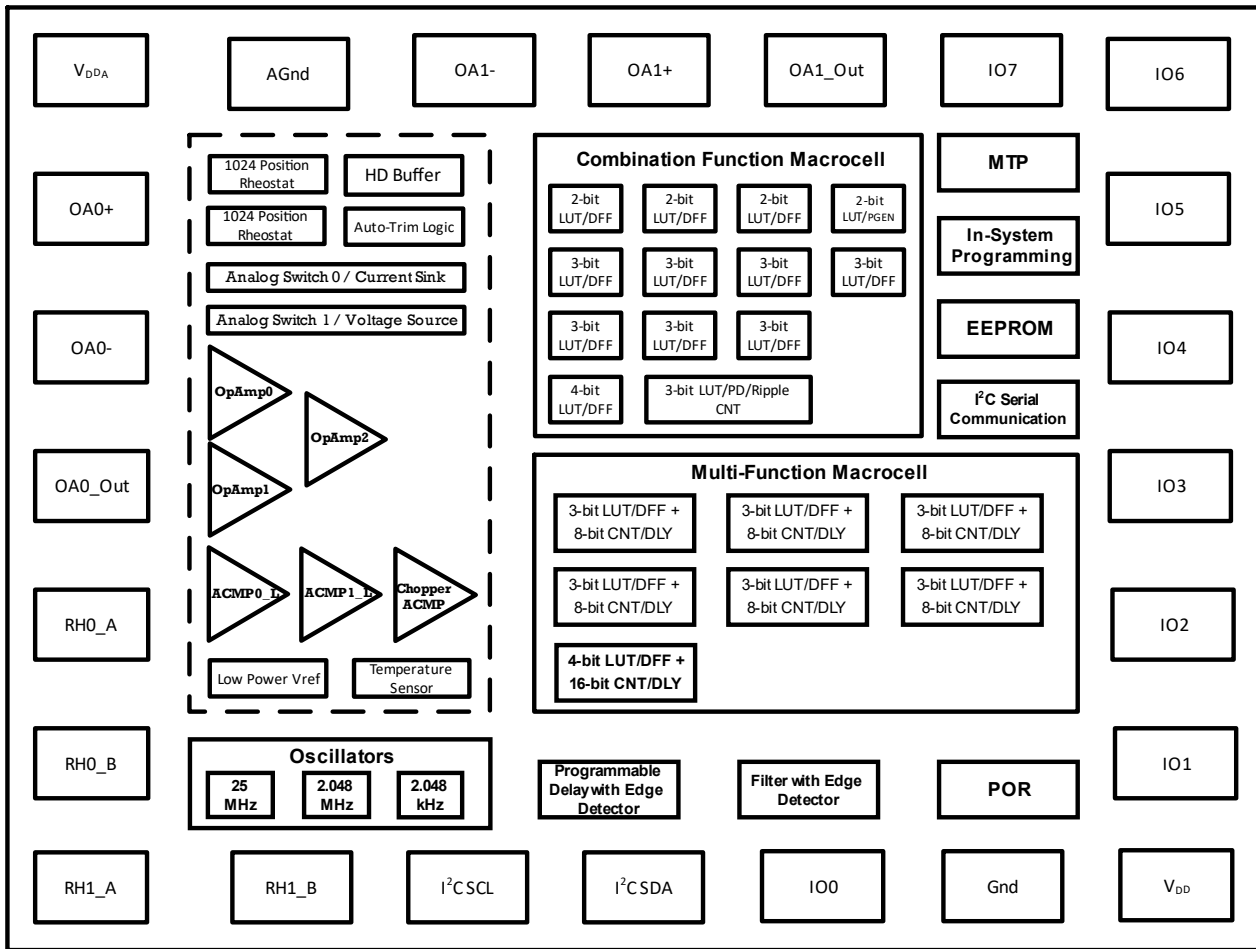 V_DDA
AGnd
OA1-
OA1+
OA1_Out
IO7
IO6
OA0+
OA0-
OA0_Out
RH0_A
RH0_B
RH1_A
1024 Position
Rheostat
HD Buffer
1024 Position
Rheostat
Auto-Trim Logic
Analog Switch 0 / Current Sink
Analog Switch 1 / Voltage Source
OpAmp0
OpAmp2
OpAmp1
ACMP0_L
ACMP1_L
Chopper
ACMP
Low Power Vref
Temperature
Sensor
Oscillators
25
MHz
2.048
MHz
2.048
kHz
Combination Function Macrocell
2-bit
LUT/DFF
2-bit
LUT/DFF
2-bit
LUT/DFF
2-bit
LUT/PGEN
3-bit
LUT/DFF
3-bit
LUT/DFF
3-bit
LUT/DFF
3-bit
LUT/DFF
3-bit
LUT/DFF
3-bit
LUT/DFF
3-bit
LUT/DFF
4-bit
LUT/DFF
3-bit LUT/PD/Ripple
CNT
MTP
In-System
Programming
EEPROM
I²C Serial
Communication
Multi-Function Macrocell
3-bit LUT/DFF +
8-bit CNT/DLY
3-bit LUT/DFF +
8-bit CNT/DLY
3-bit LUT/DFF +
8-bit CNT/DLY
3-bit LUT/DFF +
8-bit CNT/DLY
3-bit LUT/DFF +
8-bit CNT/DLY
3-bit LUT/DFF +
8-bit CNT/DLY
4-bit LUT/DFF +
16-bit CNT/DLY
Programmable
Delay with Edge
Detector
Filter with Edge
Detector
POR
IO5
IO4
IO3
IO2
IO1
RH1_B
I²C SCL
I²C SDA
IO0
Gnd
V_DD